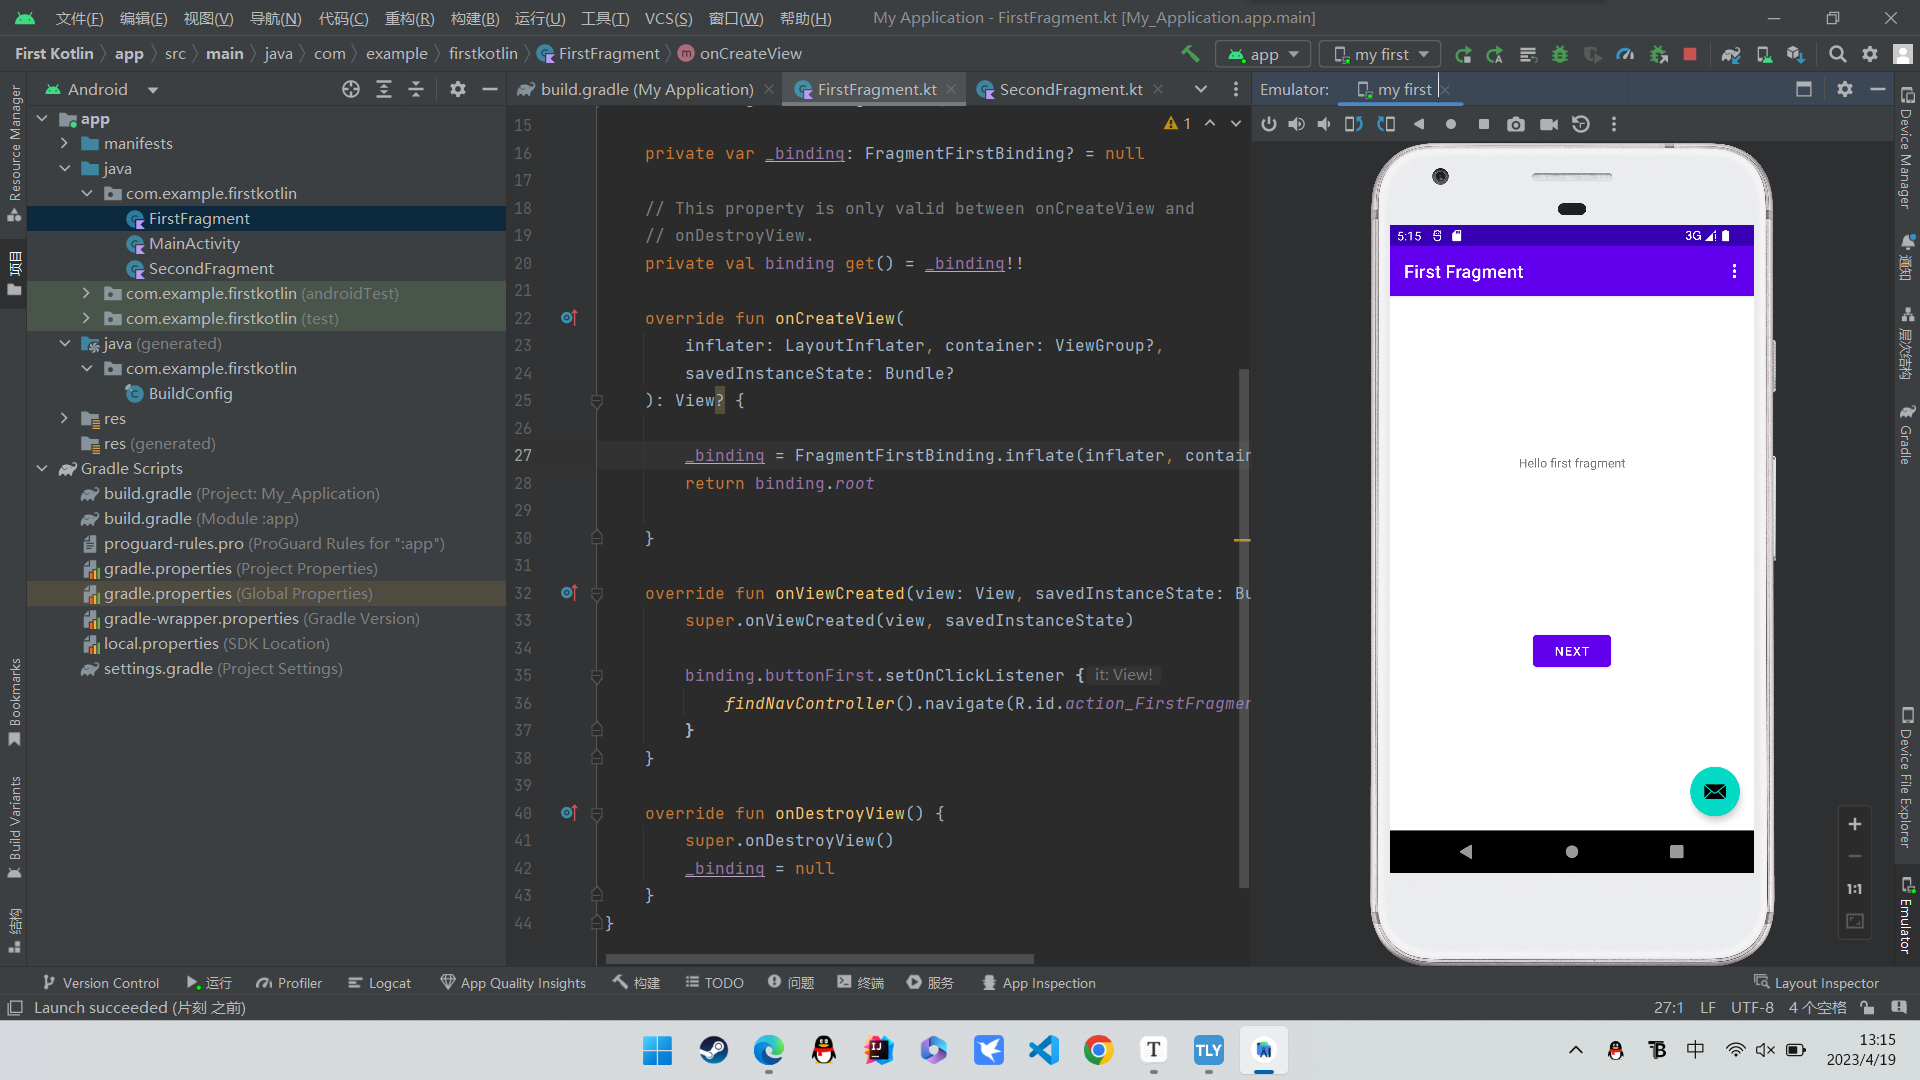 文件(F) 编辑(E) 视图(V) 导航(N) 代码(C) 重构(R) 构建(B) 运行(U) 工具(T) VCS(S) 窗口(W) 帮助(H) My Application - FirstFragment.kt [My_Application.app.main]
First Kotlin app src main java com example firstkotlin FirstFragment onCreateView app my first
Android
build.gradle (My Application) FirstFragment.kt SecondFragment.kt
Emulator: my first
Resource Manager
项目
Bookmarks
Build Variants
结构
app
manifests
java
com.example.firstkotlin
FirstFragment
MainActivity
SecondFragment
com.example.firstkotlin (androidTest)
com.example.firstkotlin (test)
java (generated)
com.example.firstkotlin
BuildConfig
res
res (generated)
Gradle Scripts
build.gradle (Project: My_Application)
build.gradle (Module :app)
proguard-rules.pro (ProGuard Rules for ":app")
gradle.properties (Project Properties)
gradle.properties (Global Properties)
gradle-wrapper.properties (Gradle Version)
local.properties (SDK Location)
settings.gradle (Project Settings)
1
15
16 private var _binding: FragmentFirstBinding? = null
17
18 // This property is only valid between onCreateView and
19 // onDestroyView.
20 private val binding get() = _binding!!
21
22 override fun onCreateView(
23 inflater: LayoutInflater, container: ViewGroup?,
24 savedInstanceState: Bundle?
25 ): View? {
26
27 _binding = FragmentFirstBinding.inflate(inflater, contain
28 return binding.root
29
30 }
31
32 override fun onViewCreated(view: View, savedInstanceState: Bu
33 super.onViewCreated(view, savedInstanceState)
34
35 binding.buttonFirst.setOnClickListener { it: View!
36 findNavController().navigate(R.id.action_FirstFragmen
37 }
38 }
39
40 override fun onDestroyView() {
41 super.onDestroyView()
42 _binding = null
43 }
44 }
5:15 3G
First Fragment
Hello first fragment
NEXT
1:1
Device Manager
通知
层次结构
Gradle
Device File Explorer
Emulator
Version Control 运行 Profiler Logcat App Quality Insights 构建 TODO 问题 终端 服务 App Inspection Layout Inspector
Launch succeeded (片刻 之前) 27:1 LF UTF-8 4 个空格
IJ T TLY 中
13:15
2023/4/19